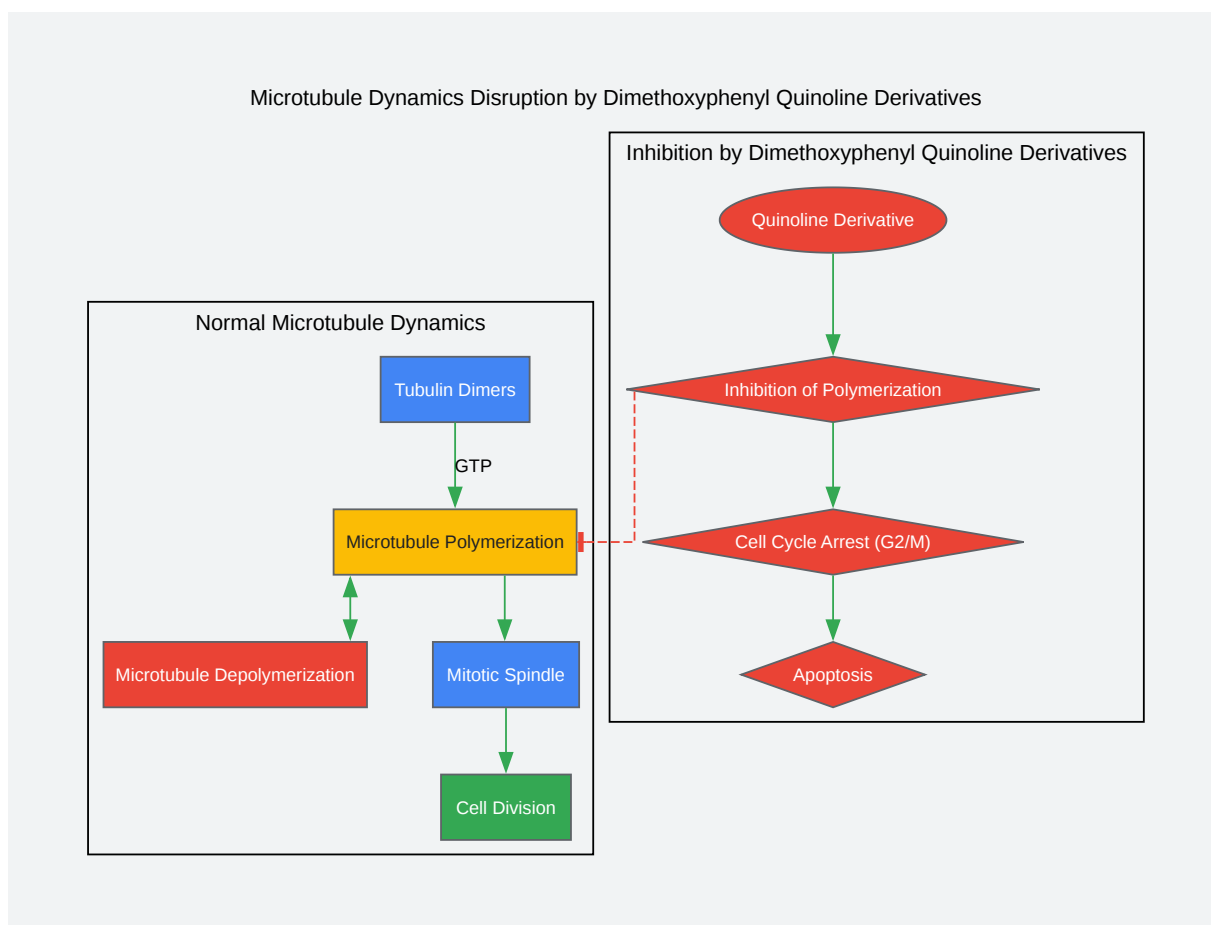 Microtubule Dynamics Disruption by Dimethoxyphenyl Quinoline Derivatives
Inhibition by Dimethoxyphenyl Quinoline Derivatives
Quinoline Derivative
Inhibition of Polymerization
Cell Cycle Arrest (G2/M)
Apoptosis
Normal Microtubule Dynamics
Tubulin Dimers
GTP
Microtubule Polymerization
Microtubule Depolymerization
Mitotic Spindle
Cell Division